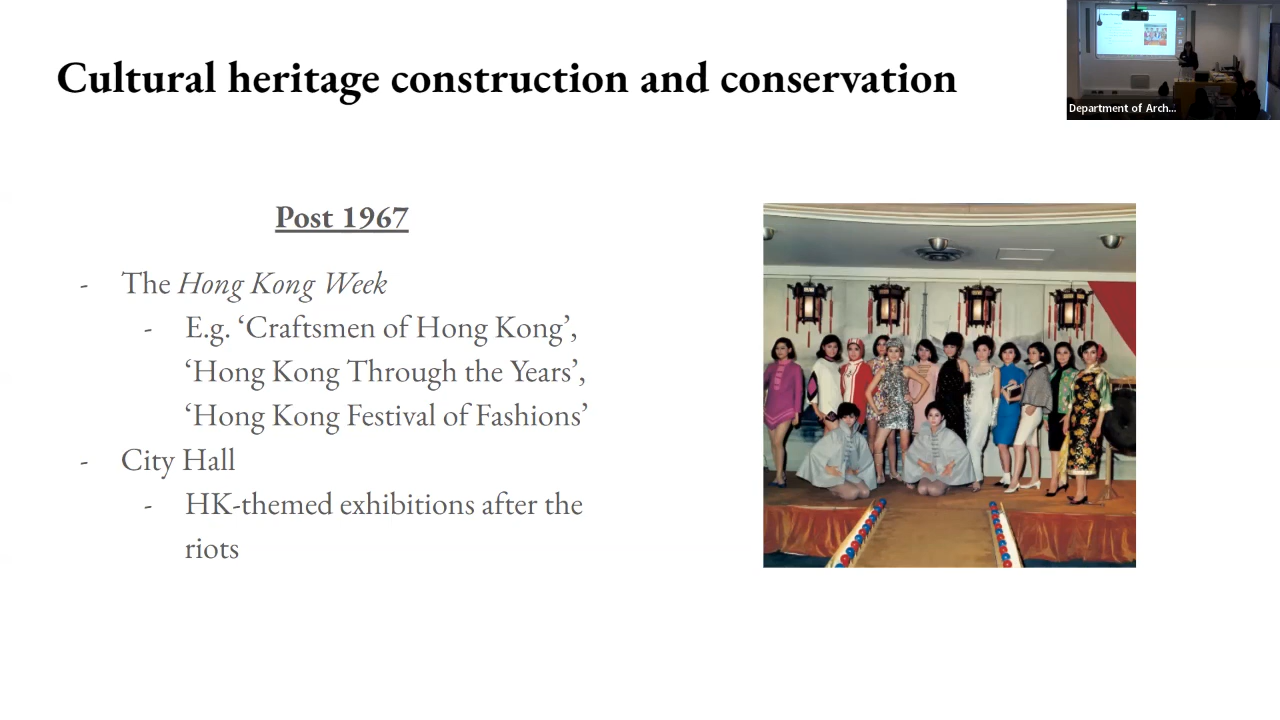 Cultural heritage construction and conservation
Department of Arch...
Post 1967
- The Hong Kong Week
- E.g. ‘Craftsmen of Hong Kong’,
‘Hong Kong Through the Years’,
‘Hong Kong Festival of Fashions’
- City Hall
- HK-themed exhibitions after the
riots